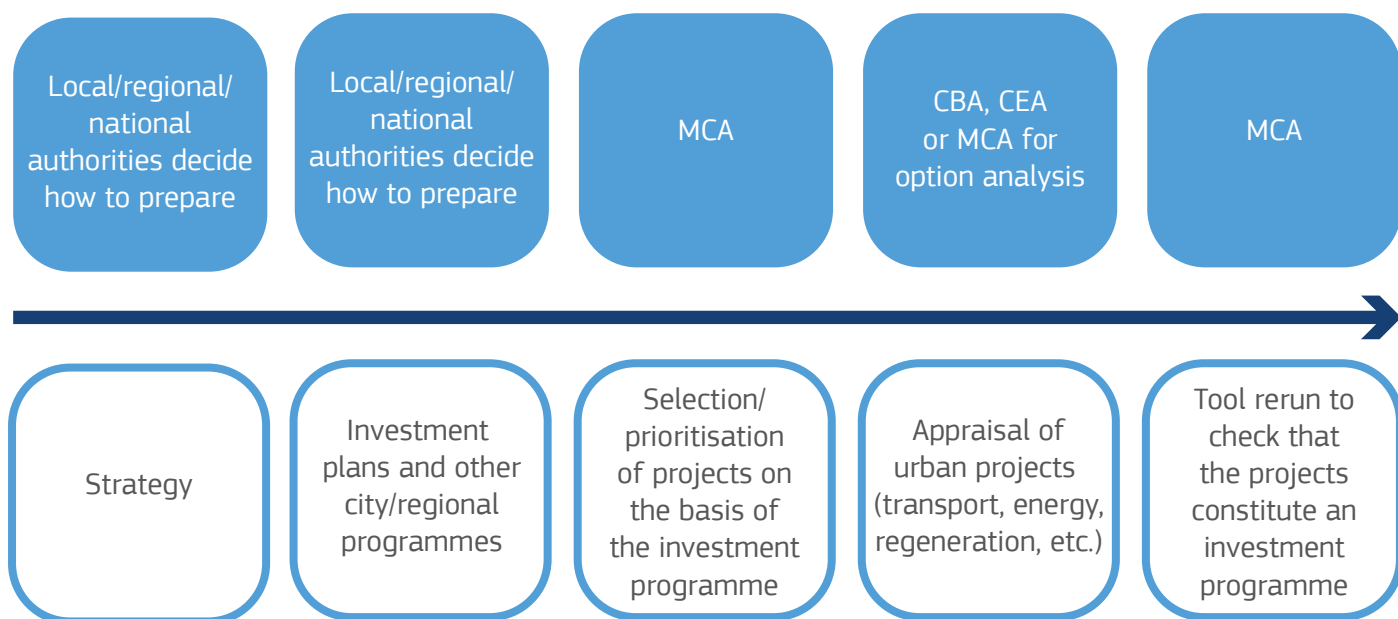 Local/regional/
national
authorities decide
how to prepare
Local/regional/
national
authorities decide
how to prepare
MCA
CBA, CEA
or MCA for
option analysis
MCA
Strategy
Investment
plans and other
city/regional
programmes
Selection/
prioritisation
of projects on
the basis of
the investment
programme
Appraisal of
urban projects
(transport, energy,
regeneration, etc.)
Tool rerun to
check that
the projects
constitute an
investment
programme